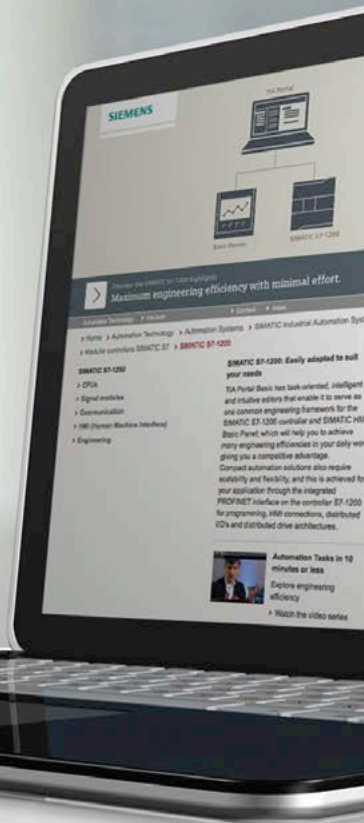 SIEMENS
TIA Portal
Basic Panels
SIMATIC S7-1200
Discover the SIMATIC S7-1200 highlights
Maximum engineering efficiency with minimal effort.
> Contact
> Home > Automation Technology > Automation Systems > SIMATIC Industrial Automation Syst
> Modular controllers SIMATIC S7 > SIMATIC S7-1200
SIMATIC S7-1200
> CPUs
> Signal modules
> Communication
> HMI (Human Machine Interface)
> Engineering
SIMATIC S7-1200: Easily adapted to suit
your needs
TIA Portal Basic has task-oriented, intelligent
and intuitive editors that enable it to serve as
one common engineering framework for the
SIMATIC S7-1200 controller and SIMATIC HMI
Basic Panel; which will help you to achieve
many engineering efficiencies in your daily wor
giving you a competitive advantage.
Compact automation solutions also require
scalability and flexibility, and this is achieved for
your application through the integrated
PROFINET interface on the controller S7-1200
for programming, HMI connections, distributed
I/O's and distributed drive architectures.
Automation Tasks in 10
minutes or less
Explore engineering
efficiency
> Watch the video series